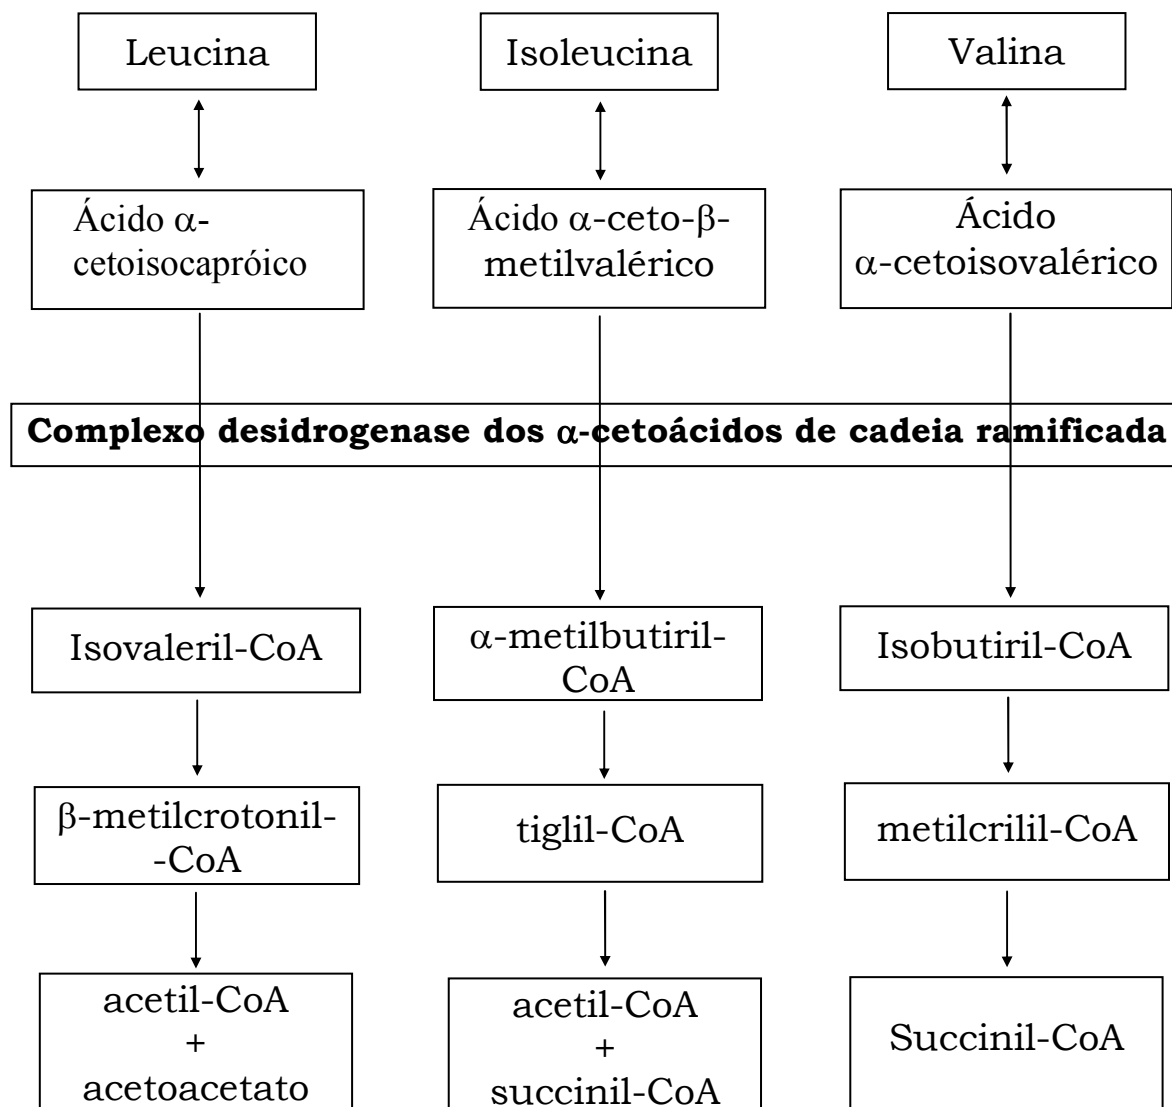 Leucina
Isoleucina
Valina
Ácido α-
cetoisocapróico
Ácido α-ceto-β-
metilvalérico
Ácido
α-cetoisovalérico
Complexo desidrogenase dos α-cetoácidos de cadeia ramificada
Isovaleril-CoA
α-metilbutiril-
CoA
Isobutiril-CoA
β-metilcrotonil-
-CoA
tiglil-CoA
metilcrilil-CoA
acetil-CoA
+
acetoacetato
acetil-CoA
+
succinil-CoA
Succinil-CoA